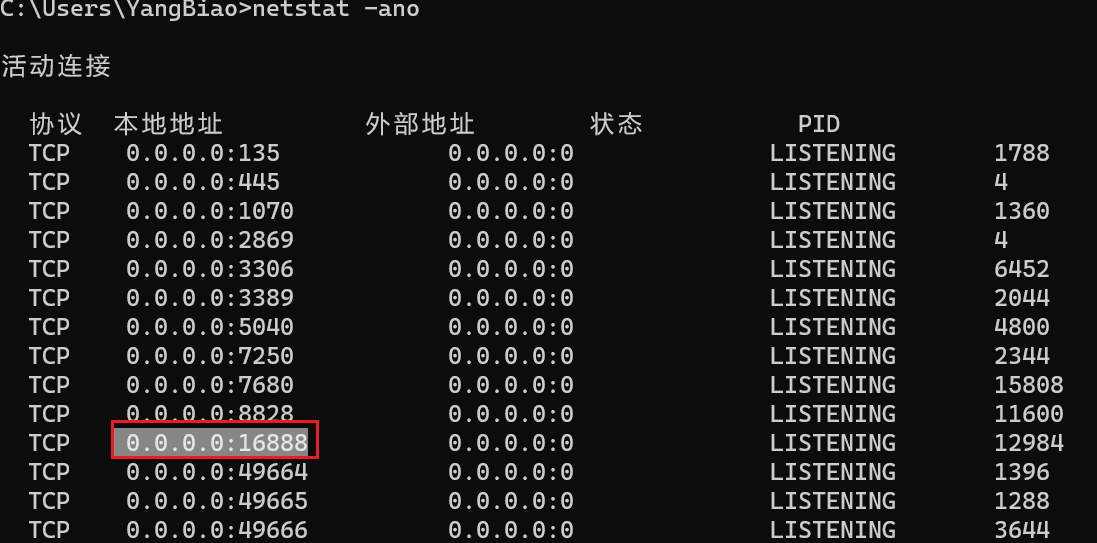 C:\Users\YangBiao>netstat -ano
活动连接
协议 本地地址 外部地址 状态 PID
TCP 0.0.0.0:135 0.0.0.0:0 LISTENING 1788
TCP 0.0.0.0:445 0.0.0.0:0 LISTENING 4
TCP 0.0.0.0:1070 0.0.0.0:0 LISTENING 1360
TCP 0.0.0.0:2869 0.0.0.0:0 LISTENING 4
TCP 0.0.0.0:3306 0.0.0.0:0 LISTENING 6452
TCP 0.0.0.0:3389 0.0.0.0:0 LISTENING 2044
TCP 0.0.0.0:5040 0.0.0.0:0 LISTENING 4800
TCP 0.0.0.0:7250 0.0.0.0:0 LISTENING 2344
TCP 0.0.0.0:7680 0.0.0.0:0 LISTENING 15808
TCP 0.0.0.0:8828 0.0.0.0:0 LISTENING 11600
TCP 0.0.0.0:16888 0.0.0.0:0 LISTENING 12984
TCP 0.0.0.0:49664 0.0.0.0:0 LISTENING 1396
TCP 0.0.0.0:49665 0.0.0.0:0 LISTENING 1288
TCP 0.0.0.0:49666 0.0.0.0:0 LISTENING 3644